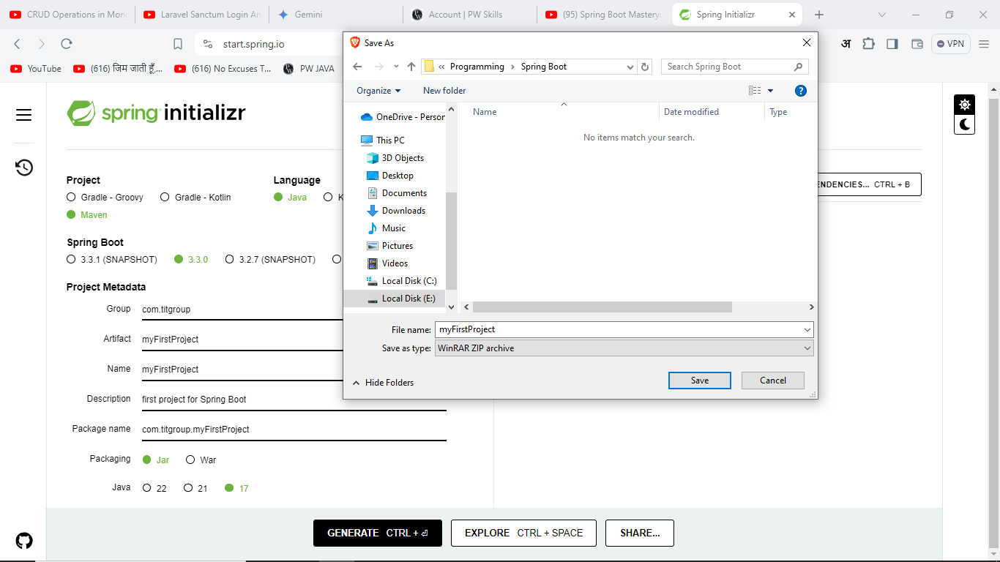 CRUD Operations in Mong
Laravel Sanctum Login An
Gemini
Account | PW Skills
(95) Spring Boot Mastery:
Spring Initializr
start.spring.io
अ
VPN
YouTube
(616) जिम जाती हूँ,...
(616) No Excuses T...
PW JAVA
Save As
« Programming › Spring Boot
Search Spring Boot
Organize
New folder
?
OneDrive - Person
This PC
3D Objects
Desktop
Documents
Downloads
Music
Pictures
Videos
Local Disk (C:)
Local Disk (E:)
Name
Date modified
Type
No items match your search.
File name: myFirstProject
Save as type: WinRAR ZIP archive
Hide Folders
Save
Cancel
spring initializr
Project
Gradle - Groovy
Gradle - Kotlin
Maven
Language
Java
K
ENDENCIES... CTRL + B
Spring Boot
3.3.1 (SNAPSHOT)
3.3.0
3.2.7 (SNAPSHOT)
Project Metadata
Group com.titgroup
Artifact myFirstProject
Name myFirstProject
Description first project for Spring Boot
Package name com.titgroup.myFirstProject
Packaging Jar War
Java 22 21 17
GENERATE CTRL + ⏎
EXPLORE CTRL + SPACE
SHARE...